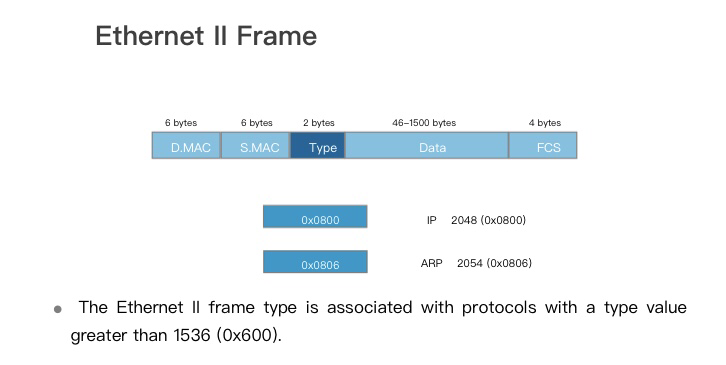 Ethernet II Frame
6 bytes 6 bytes 2 bytes 46-1500 bytes 4 bytes
D.MAC S.MAC Type Data FCS
0x0800 IP 2048 (0x0800)
0x0806 ARP 2054 (0x0806)
● The Ethernet II frame type is associated with protocols with a type value
greater than 1536 (0x600).